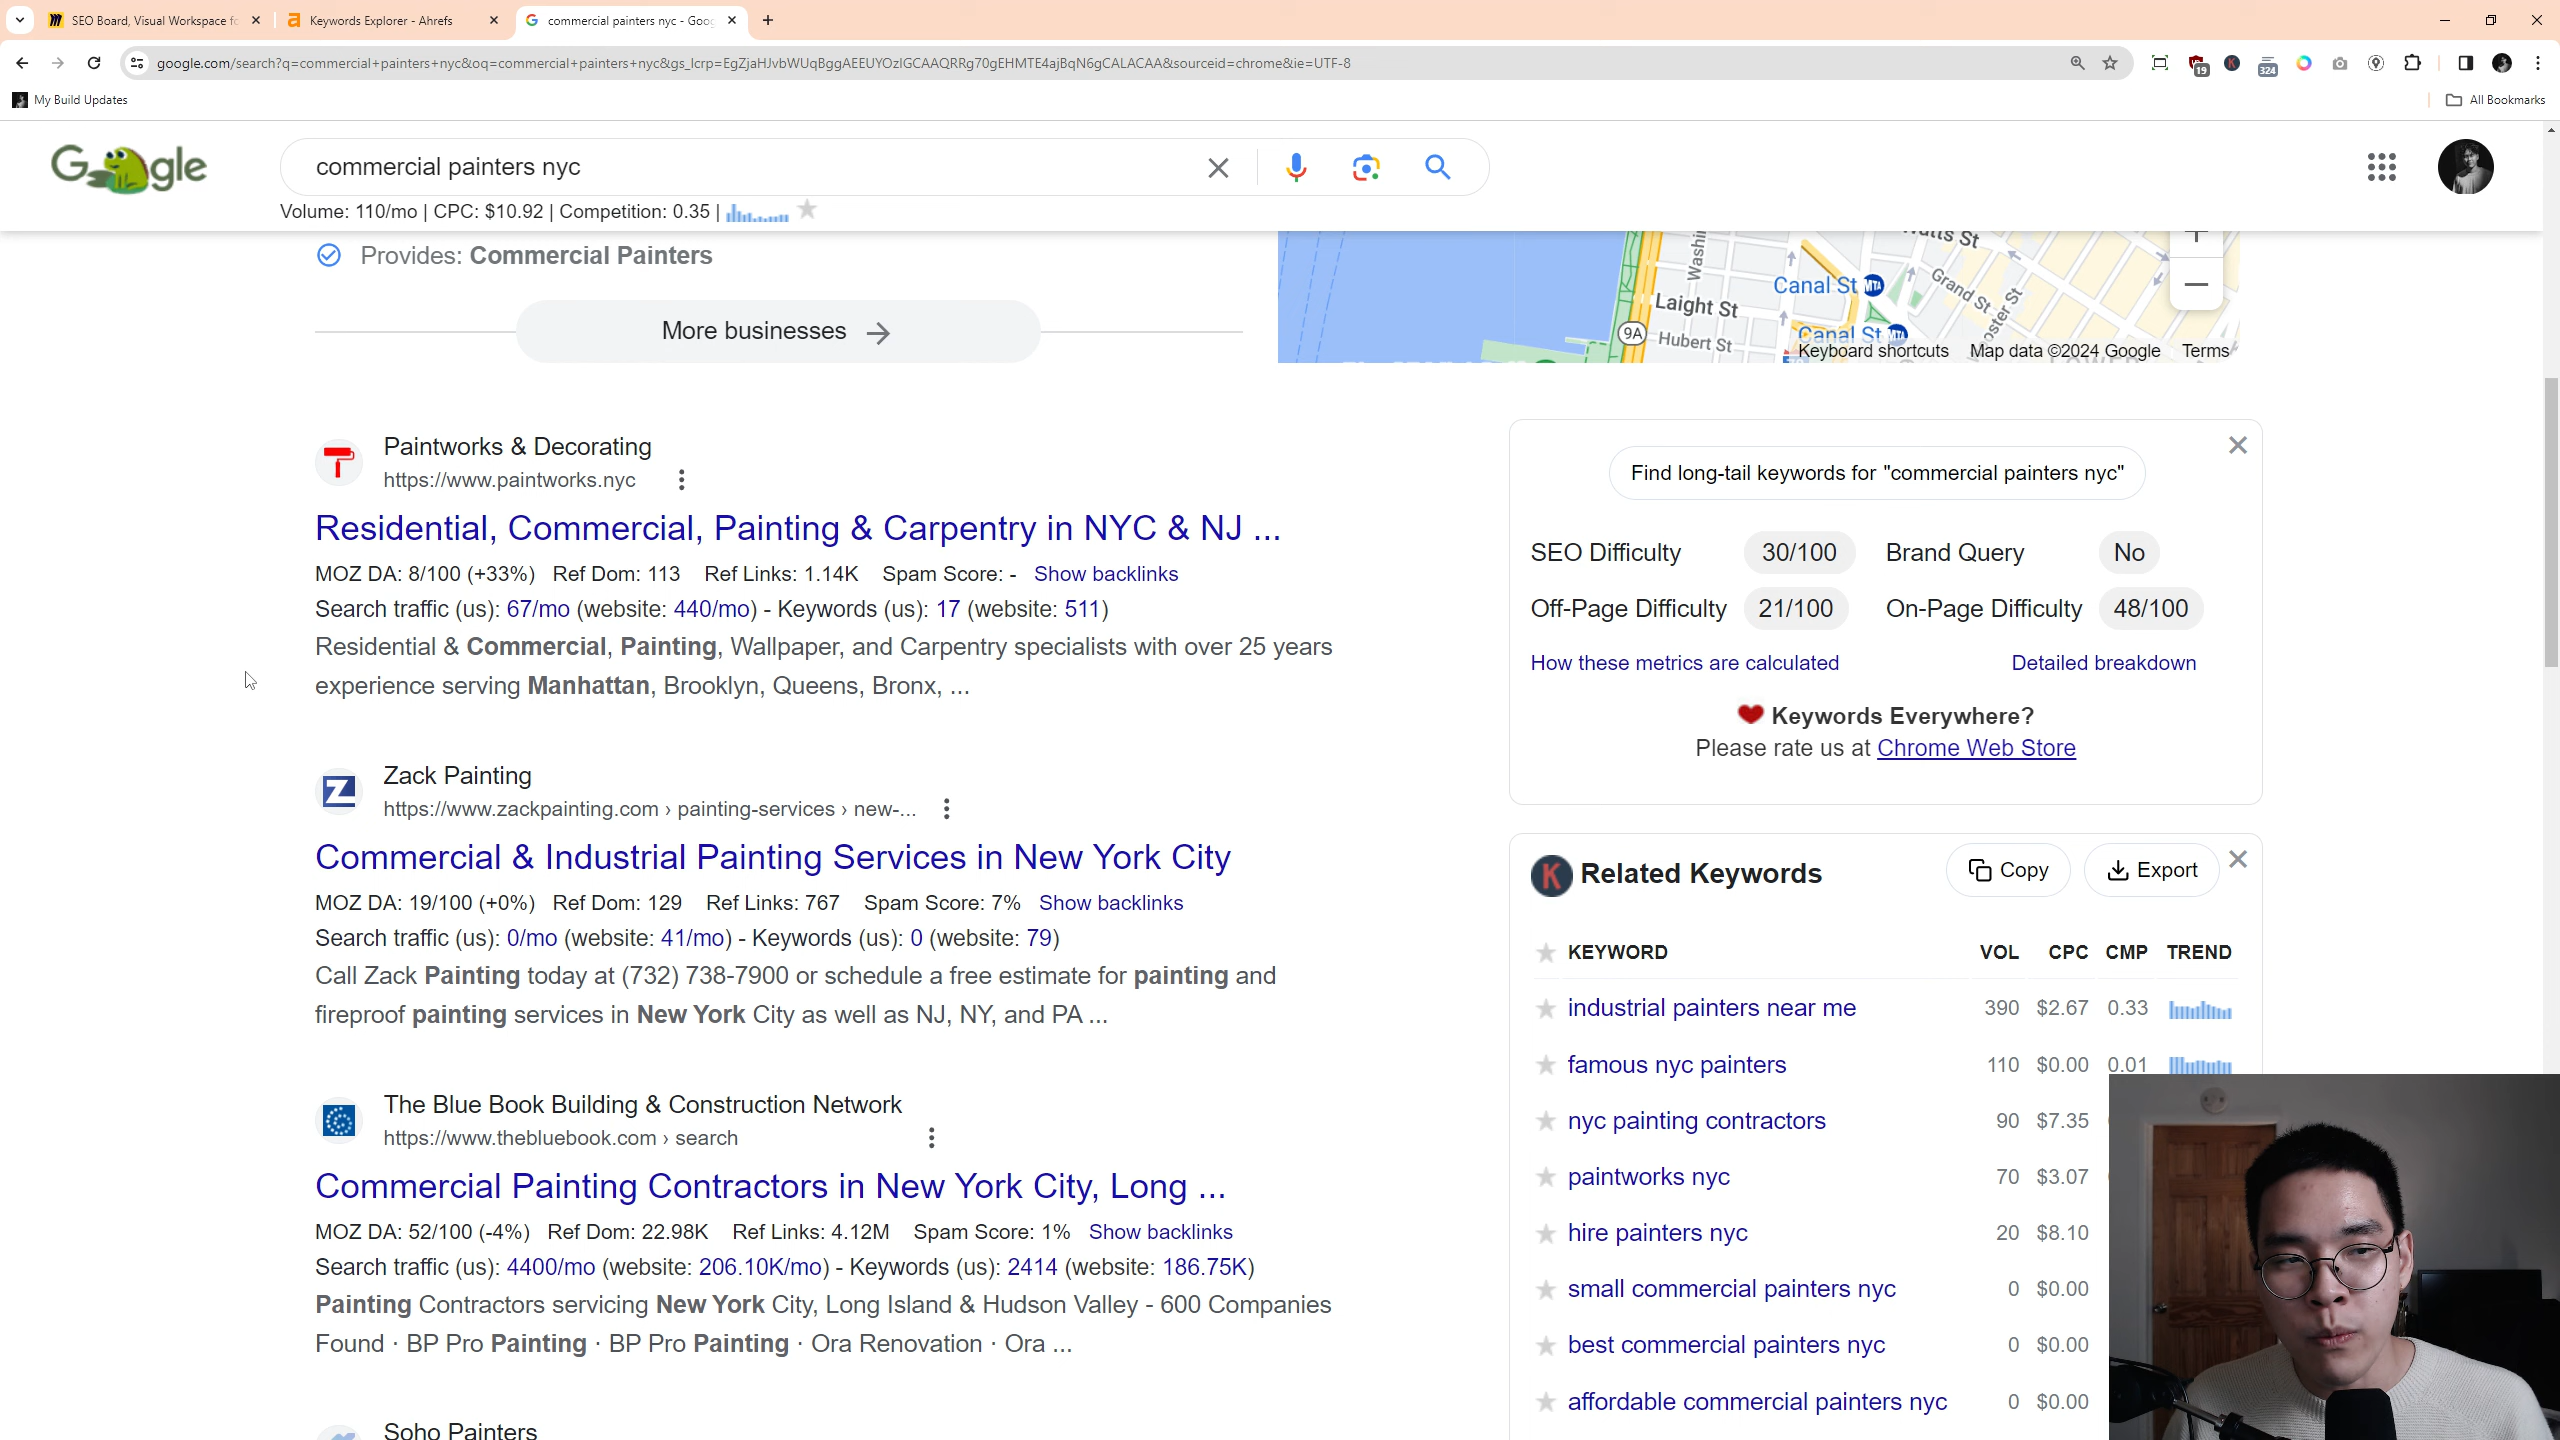 SEO Board, Visual Workspace fo
Keywords Explorer - Ahrefs
commercial painters nyc - Goog
google.com/search?q=commercial+painters+nyc&oq=commercial+painters+nyc&gs_lcrp=EgZjaHJvbWUqBggAEEUYOzIGCAAQRRg70gEHMTE4ajBqN6gCALACAA&sourceid=chrome&ie=UTF-8
19
324
My Build Updates
All Bookmarks
Google
commercial painters nyc
Volume: 110/mo | CPC: $10.92 | Competition: 0.35 |
Provides: Commercial Painters
More businesses
Watts St
Washi
Canal St
MTA
Grand St
Laight St
9A
Hubert St
Canal St
Keyboard shortcuts
Map data ©2024 Google
Terms
Paintworks & Decorating
https://www.paintworks.nyc
Residential, Commercial, Painting & Carpentry in NYC & NJ ...
MOZ DA: 8/100 (+33%) Ref Dom: 113 Ref Links: 1.14K Spam Score: - Show backlinks
Search traffic (us): 67/mo (website: 440/mo) - Keywords (us): 17 (website: 511)
Residential & Commercial, Painting, Wallpaper, and Carpentry specialists with over 25 years
experience serving Manhattan, Brooklyn, Queens, Bronx, ...
Zack Painting
https://www.zackpainting.com › painting-services › new-...
Commercial & Industrial Painting Services in New York City
MOZ DA: 19/100 (+0%) Ref Dom: 129 Ref Links: 767 Spam Score: 7% Show backlinks
Search traffic (us): 0/mo (website: 41/mo) - Keywords (us): 0 (website: 79)
Call Zack Painting today at (732) 738-7900 or schedule a free estimate for painting and
fireproof painting services in New York City as well as NJ, NY, and PA ...
The Blue Book Building & Construction Network
https://www.thebluebook.com › search
Commercial Painting Contractors in New York City, Long ...
MOZ DA: 52/100 (-4%) Ref Dom: 22.98K Ref Links: 4.12M Spam Score: 1% Show backlinks
Search traffic (us): 4400/mo (website: 206.10K/mo) - Keywords (us): 2414 (website: 186.75K)
Painting Contractors servicing New York City, Long Island & Hudson Valley - 600 Companies
Found · BP Pro Painting · BP Pro Painting · Ora Renovation · Ora ...
Soho Painters
Find long-tail keywords for "commercial painters nyc"
SEO Difficulty 30/100 Brand Query No
Off-Page Difficulty 21/100 On-Page Difficulty 48/100
How these metrics are calculated Detailed breakdown
Keywords Everywhere?
Please rate us at Chrome Web Store
K Related Keywords Copy Export
KEYWORD VOL CPC CMP TREND
industrial painters near me 390 $2.67 0.33
famous nyc painters 110 $0.00 0.01
nyc painting contractors 90 $7.35
paintworks nyc 70 $3.07
hire painters nyc 20 $8.10
small commercial painters nyc 0 $0.00
best commercial painters nyc 0 $0.00
affordable commercial painters nyc 0 $0.00